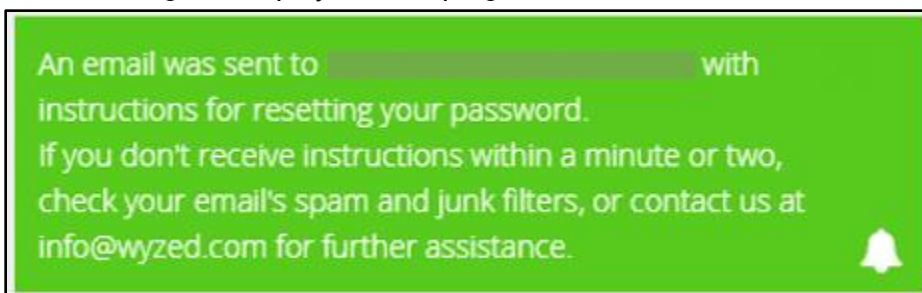 An email was sent to with
instructions for resetting your password.
If you don't receive instructions within a minute or two,
check your email's spam and junk filters, or contact us at
info@wyzed.com for further assistance.